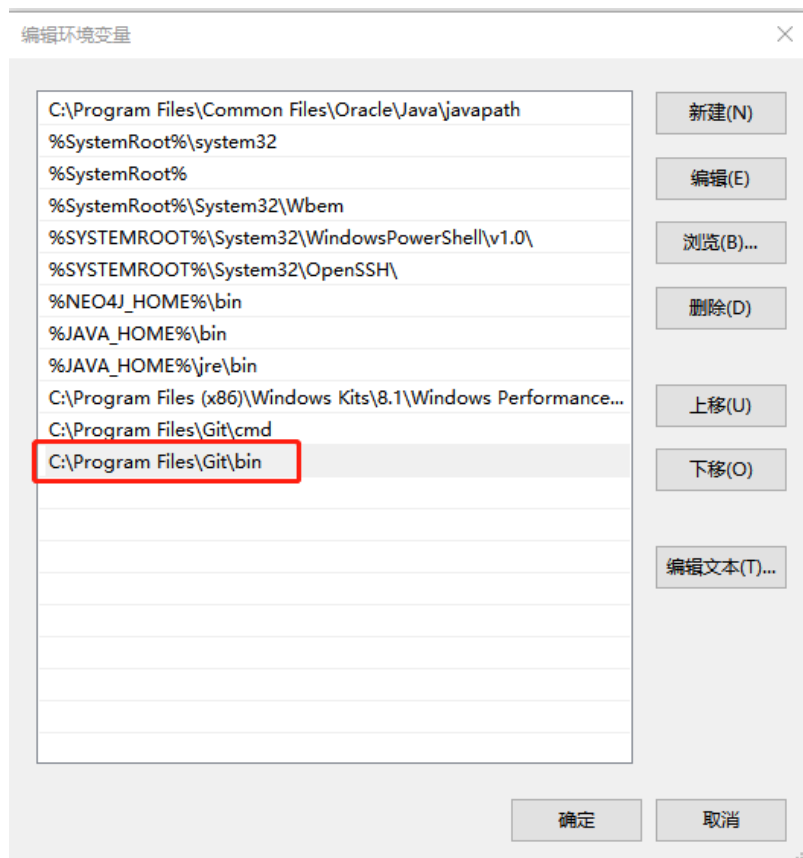 编辑环境变量
C:\Program Files\Common Files\Oracle\Java\javapath
%SystemRoot%\system32
%SystemRoot%
%SystemRoot%\System32\Wbem
%SYSTEMROOT%\System32\WindowsPowerShell\v1.0\
%SYSTEMROOT%\System32\OpenSSH\
%NEO4J_HOME%\bin
%JAVA_HOME%\bin
%JAVA_HOME%\jre\bin
C:\Program Files (x86)\Windows Kits\8.1\Windows Performance...
C:\Program Files\Git\cmd
C:\Program Files\Git\bin
新建(N)
编辑(E)
浏览(B)...
删除(D)
上移(U)
下移(O)
编辑文本(T)...
确定
取消